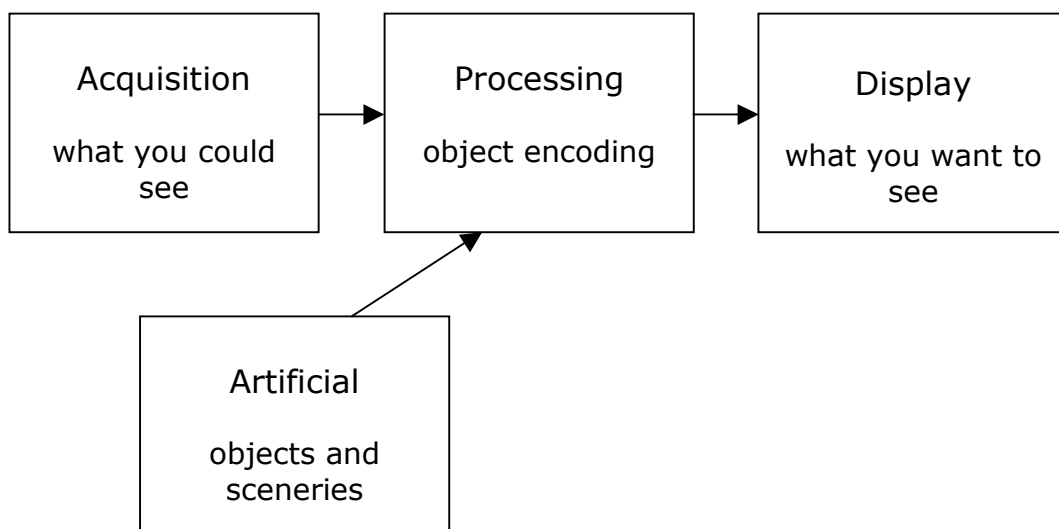 Acquisition
what you could
see
Processing
object encoding
Display
what you want to
see
Artificial
objects and
sceneries